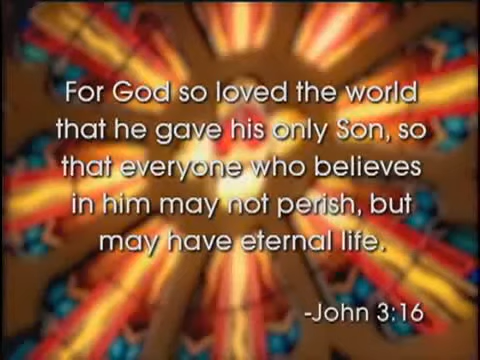 For God so loved the world
that he gave his only Son, so
that everyone who believes
in him may not perish, but
may have eternal life.
-John 3:16